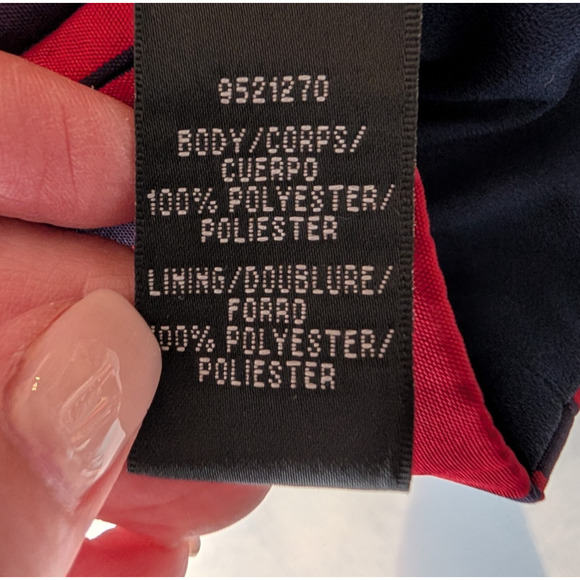 9521270
BODY/CORPS/
CUERPO
100% POLYESTER/
POLIESTER
LINING/DOUBLURE/
FORRO
100% POLYESTER/
POLIESTER